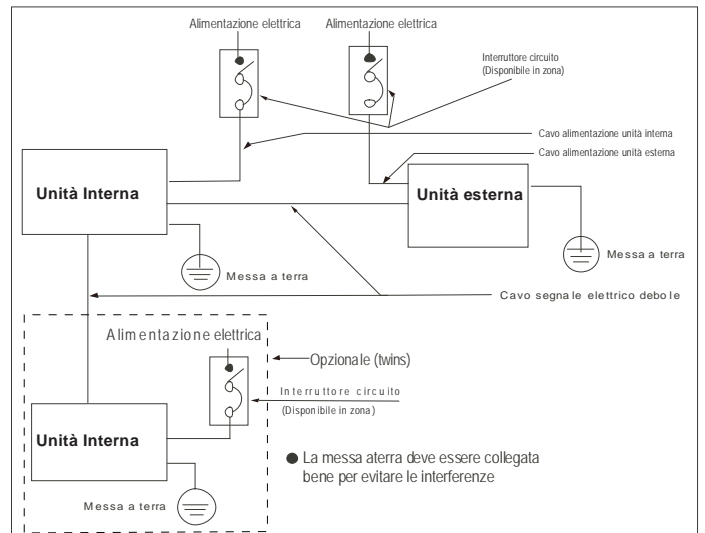 Alimentazione elettrica
Alimentazione elettrica
Interruttore circuito
(Disponibile in zona)
Cavo alimentazione unità interna
Cavo alimentazione unità esterna
Unità Interna
Unità esterna
Messa a terra
Messa a terra
Cavo segnale elettrico debole
Alimentazione elettrica
Opzionale (twins)
Interruttore circuito
(Disponibile in zona)
Unità Interna
● La messa aterra deve essere collegata
bene per evitare le interferenze
Messa a terra